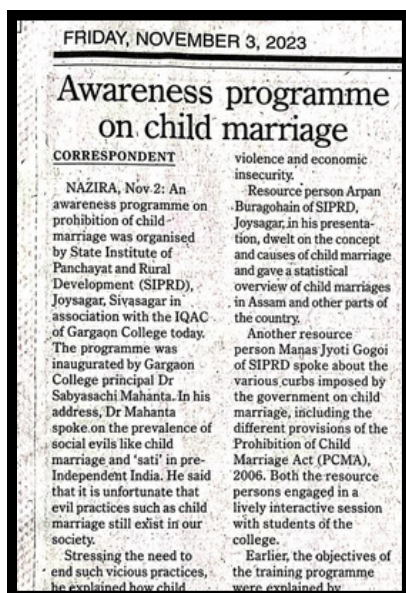 FRIDAY, NOVEMBER 3, 2023
Awareness programme
on child marriage
CORRESPONDENT
NAZIRA, Nov 2: An
awareness programme on
prohibition of child
marriage was organised
by State Institute of
Panchayat and Rural
Development (SIPRD),
Joysagar, Sivasagar in
association with the IQAC
of Gargaon College today.
The programme was
inaugurated by Gargaon
College principal Dr
Sabyasachi Mahanta. In his
address, Dr Mahanta
spoke on the prevalence of
social evils like child
marriage and ‘sati’ in pre-
Independent India. He said
that it is unfortunate that
evil practices such as child
marriage still exist in our
society.
Stressing the need to
end such vicious practices,
he explained how child
violence and economic
insecurity.
Resource person Arpan
Buragohain of SIPRD,
Joysagar, in his presenta-
tion, dwelt on the concept
and causes of child marriage
and gave a statistical
overview of child marriages
in Assam and other parts of
the country.
Another resource
person Manas Jyoti Gogoi
of SIPRD spoke about the
various curbs imposed by
the government on child
marriage, including the
different provisions of the
Prohibition of Child
Marriage Act (PCMA),
2006. Both the resource
persons engaged in a
lively interactive session
with students of the
college.
Earlier, the objectives of
the training programme
were explained by